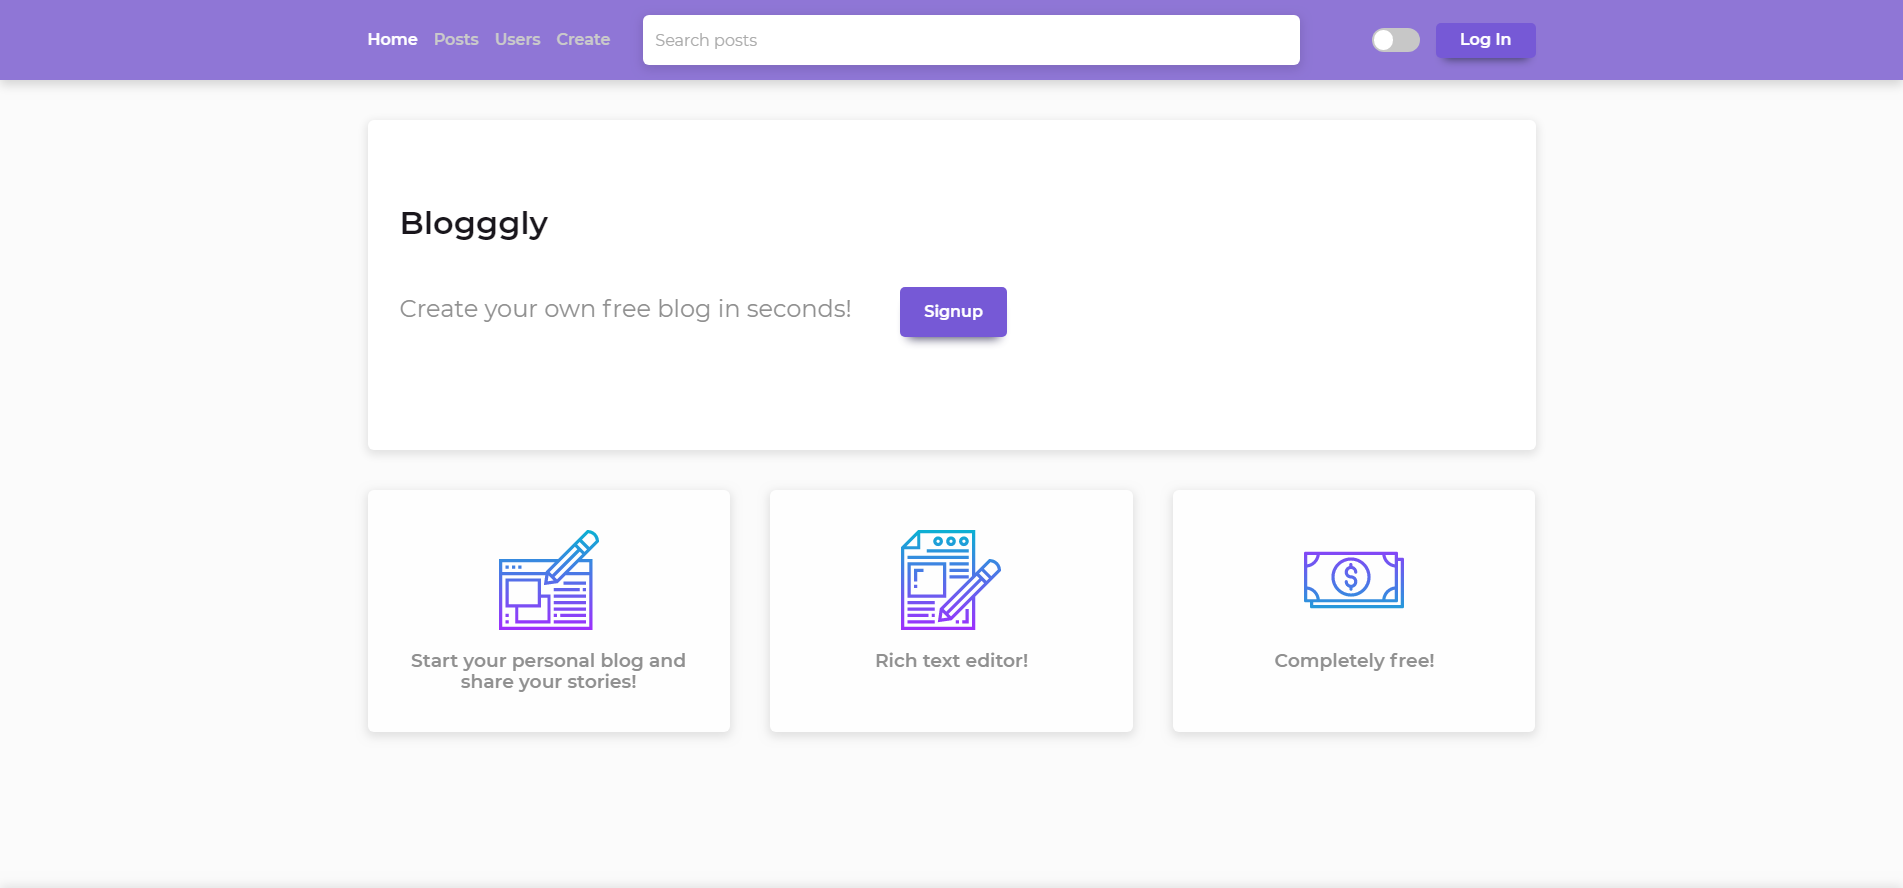 Home Posts Users Create Search posts Log In
Blogggly
Create your own free blog in seconds! Signup
Start your personal blog and
share your stories!
Rich text editor!
Completely free!